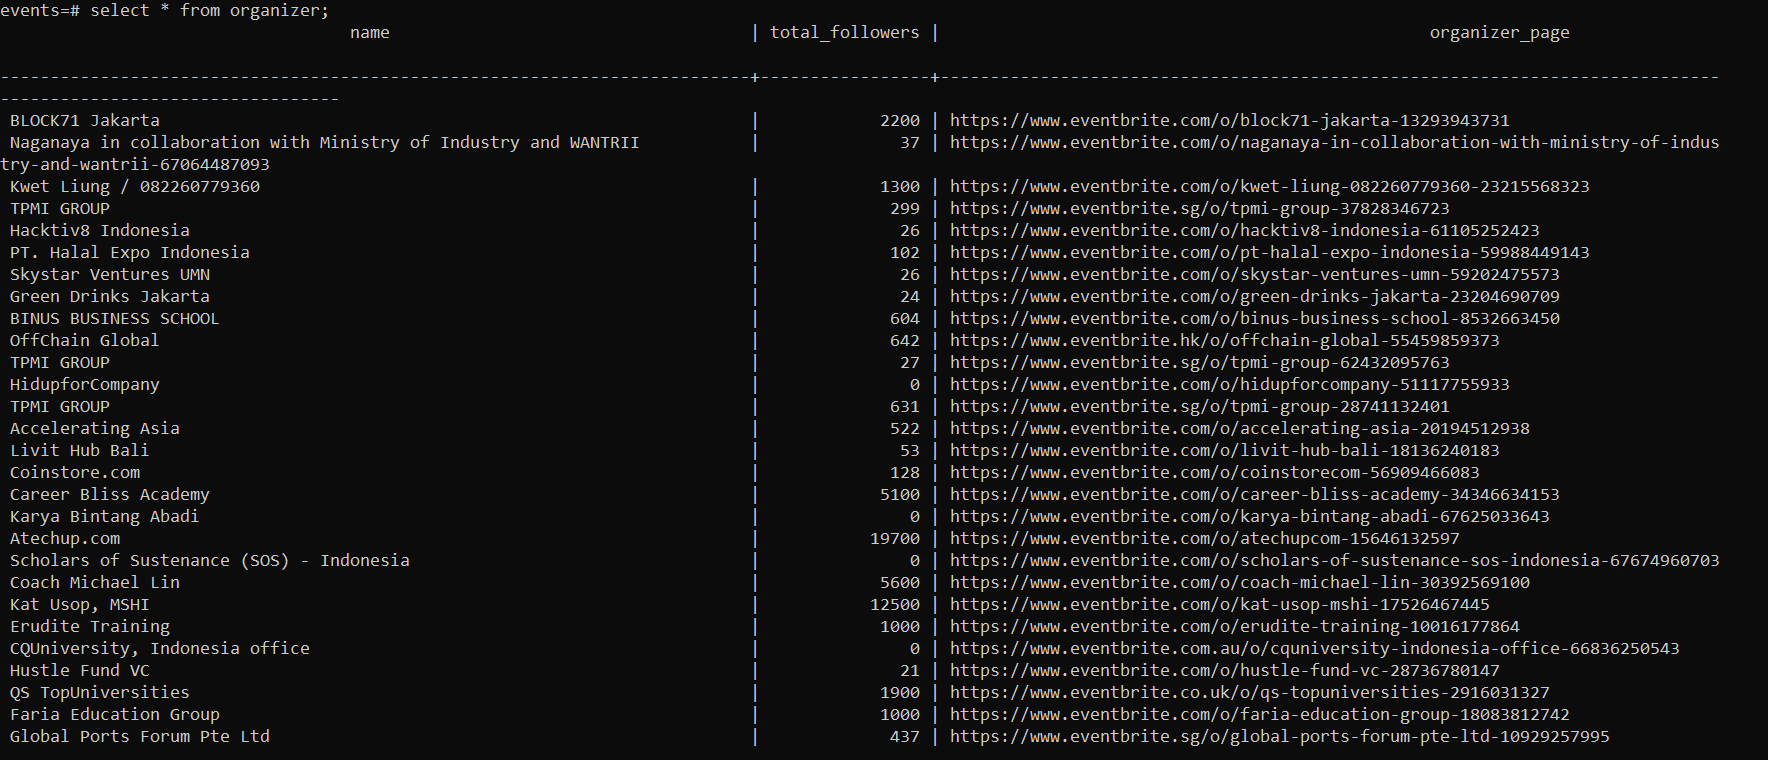 events=# select * from organizer;
name | total_followers | organizer_page
---------------------------------------------------------------------------+-----------------+------------------------------------------------------------------------------
----------------------------------
BLOCK71 Jakarta | 2200 | https://www.eventbrite.com/o/block71-jakarta-13293943731
Naganaya in collaboration with Ministry of Industry and WANTRII | 37 | https://www.eventbrite.com/o/naganaya-in-collaboration-with-ministry-of-indus
try-and-wantrii-67064487093
Kwet Liung / 082260779360 | 1300 | https://www.eventbrite.com/o/kwet-liung-082260779360-23215568323
TPMI GROUP | 299 | https://www.eventbrite.sg/o/tpmi-group-37828346723
Hacktiv8 Indonesia | 26 | https://www.eventbrite.com/o/hacktiv8-indonesia-61105252423
PT. Halal Expo Indonesia | 102 | https://www.eventbrite.com/o/pt-halal-expo-indonesia-59988449143
Skystar Ventures UMN | 26 | https://www.eventbrite.com/o/skystar-ventures-umn-59202475573
Green Drinks Jakarta | 24 | https://www.eventbrite.com/o/green-drinks-jakarta-23204690709
BINUS BUSINESS SCHOOL | 604 | https://www.eventbrite.com/o/binus-business-school-8532663450
OffChain Global | 642 | https://www.eventbrite.hk/o/offchain-global-55459859373
TPMI GROUP | 27 | https://www.eventbrite.sg/o/tpmi-group-62432095763
HidupforCompany | 0 | https://www.eventbrite.com/o/hidupforcompany-51117755933
TPMI GROUP | 631 | https://www.eventbrite.sg/o/tpmi-group-28741132401
Accelerating Asia | 522 | https://www.eventbrite.com/o/accelerating-asia-20194512938
Livit Hub Bali | 53 | https://www.eventbrite.com/o/livit-hub-bali-18136240183
Coinstore.com | 128 | https://www.eventbrite.com/o/coinstorecom-56909466083
Career Bliss Academy | 5100 | https://www.eventbrite.com/o/career-bliss-academy-34346634153
Karya Bintang Abadi | 0 | https://www.eventbrite.com/o/karya-bintang-abadi-67625033643
Atechup.com | 19700 | https://www.eventbrite.com/o/atechupcom-15646132597
Scholars of Sustenance (SOS) - Indonesia | 0 | https://www.eventbrite.com/o/scholars-of-sustenance-sos-indonesia-67674960703
Coach Michael Lin | 5600 | https://www.eventbrite.com/o/coach-michael-lin-30392569100
Kat Usop, MSHI | 12500 | https://www.eventbrite.com/o/kat-usop-mshi-17526467445
Erudite Training | 1000 | https://www.eventbrite.com/o/erudite-training-10016177864
CQUniversity, Indonesia office | 0 | https://www.eventbrite.com.au/o/cquniversity-indonesia-office-66836250543
Hustle Fund VC | 21 | https://www.eventbrite.com/o/hustle-fund-vc-28736780147
QS TopUniversities | 1900 | https://www.eventbrite.co.uk/o/qs-topuniversities-2916031327
Faria Education Group | 1000 | https://www.eventbrite.com/o/faria-education-group-18083812742
Global Ports Forum Pte Ltd | 437 | https://www.eventbrite.sg/o/global-ports-forum-pte-ltd-10929257995